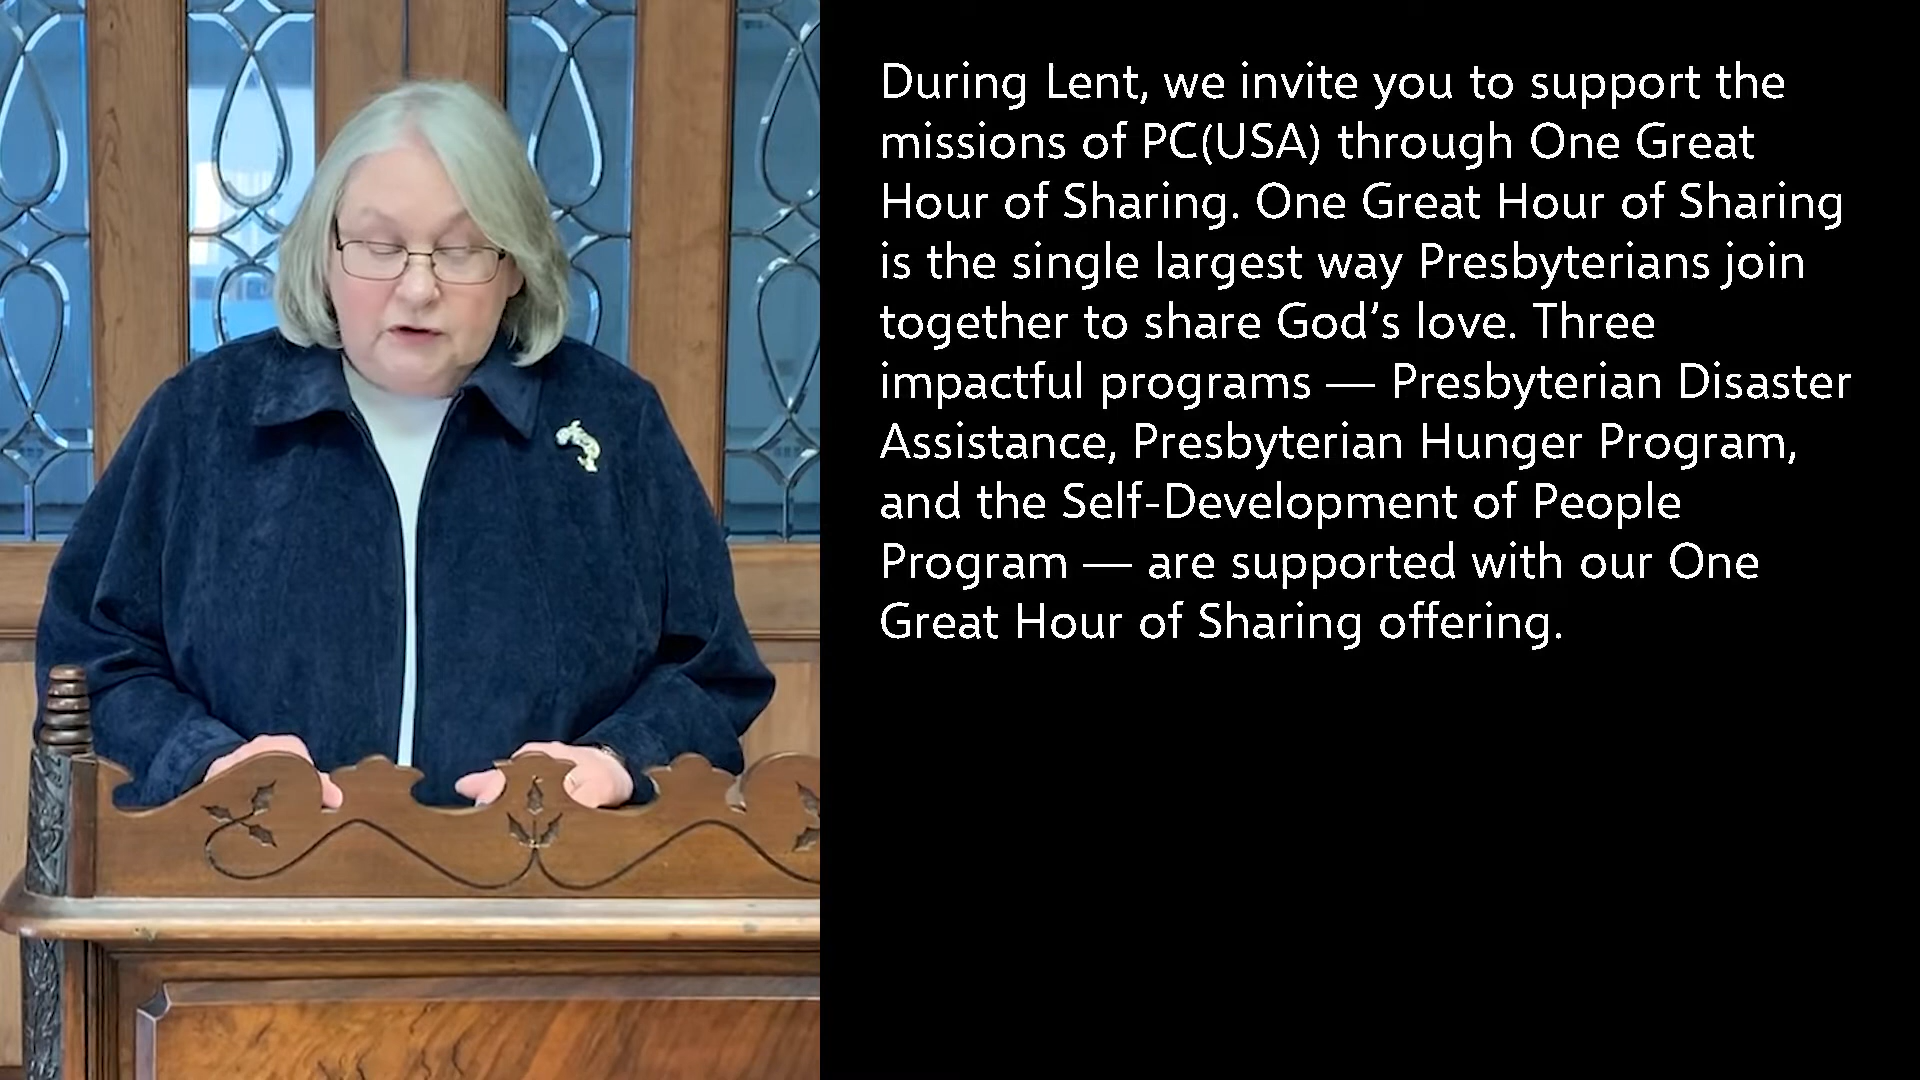 During Lent, we invite you to support the
missions of PC(USA) through One Great
Hour of Sharing. One Great Hour of Sharing
is the single largest way Presbyterians join
together to share God’s love. Three
impactful programs — Presbyterian Disaster
Assistance, Presbyterian Hunger Program,
and the Self-Development of People
Program — are supported with our One
Great Hour of Sharing offering.